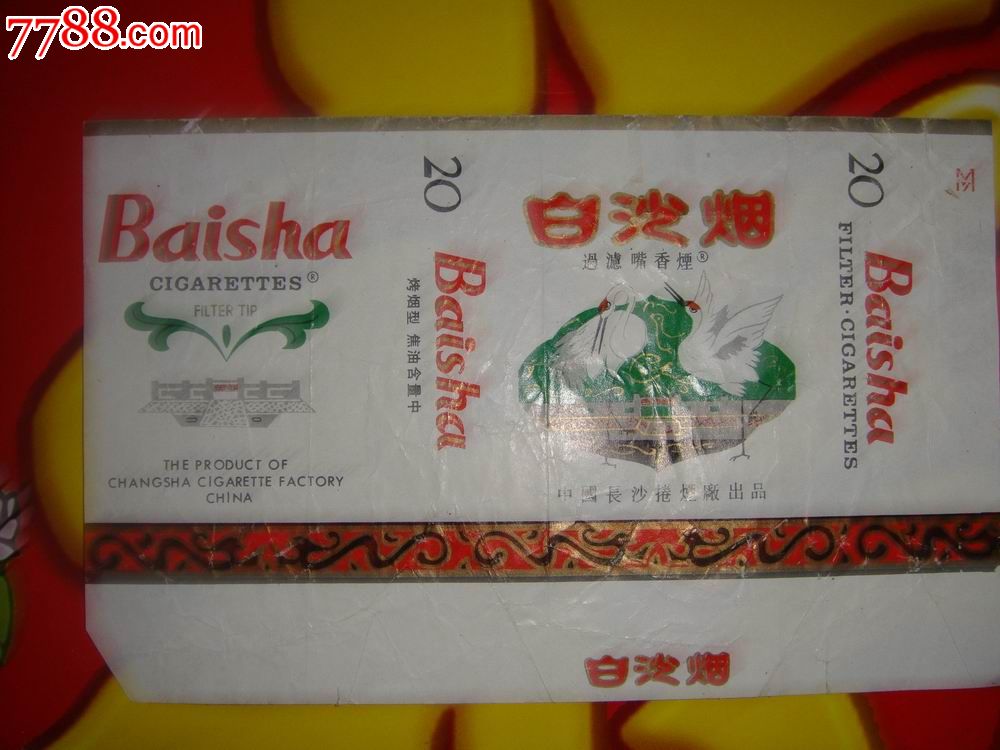 7788.com
Baisha
CIGARETTES®
FILTER TIP
THE PRODUCT OF
CHANGSHA CIGARETTE FACTORY
CHINA
20
Baisha
烤烟型 焦油含量中
白沙烟
過濾嘴香煙®
中國長沙捲煙廠出品
20
Baisha
FILTER·CIGARETTES
白沙烟